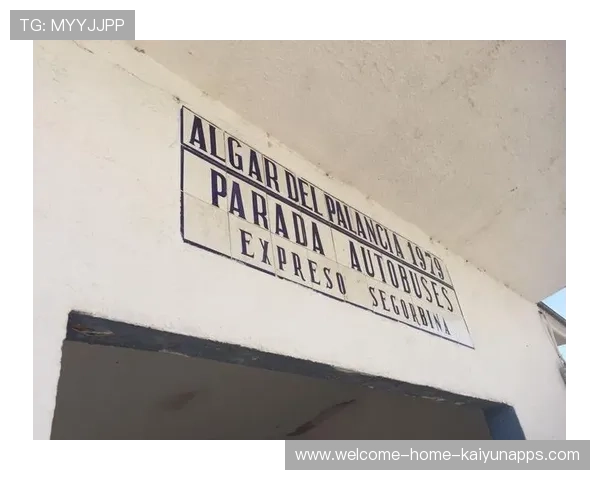 TG: MYYJJPP
ALGAR DEL PALANCIA 1979
PARADA AUTOBUSES
EXPRESO SEGORBINA
www.welcome-home-kaiyunapps.com